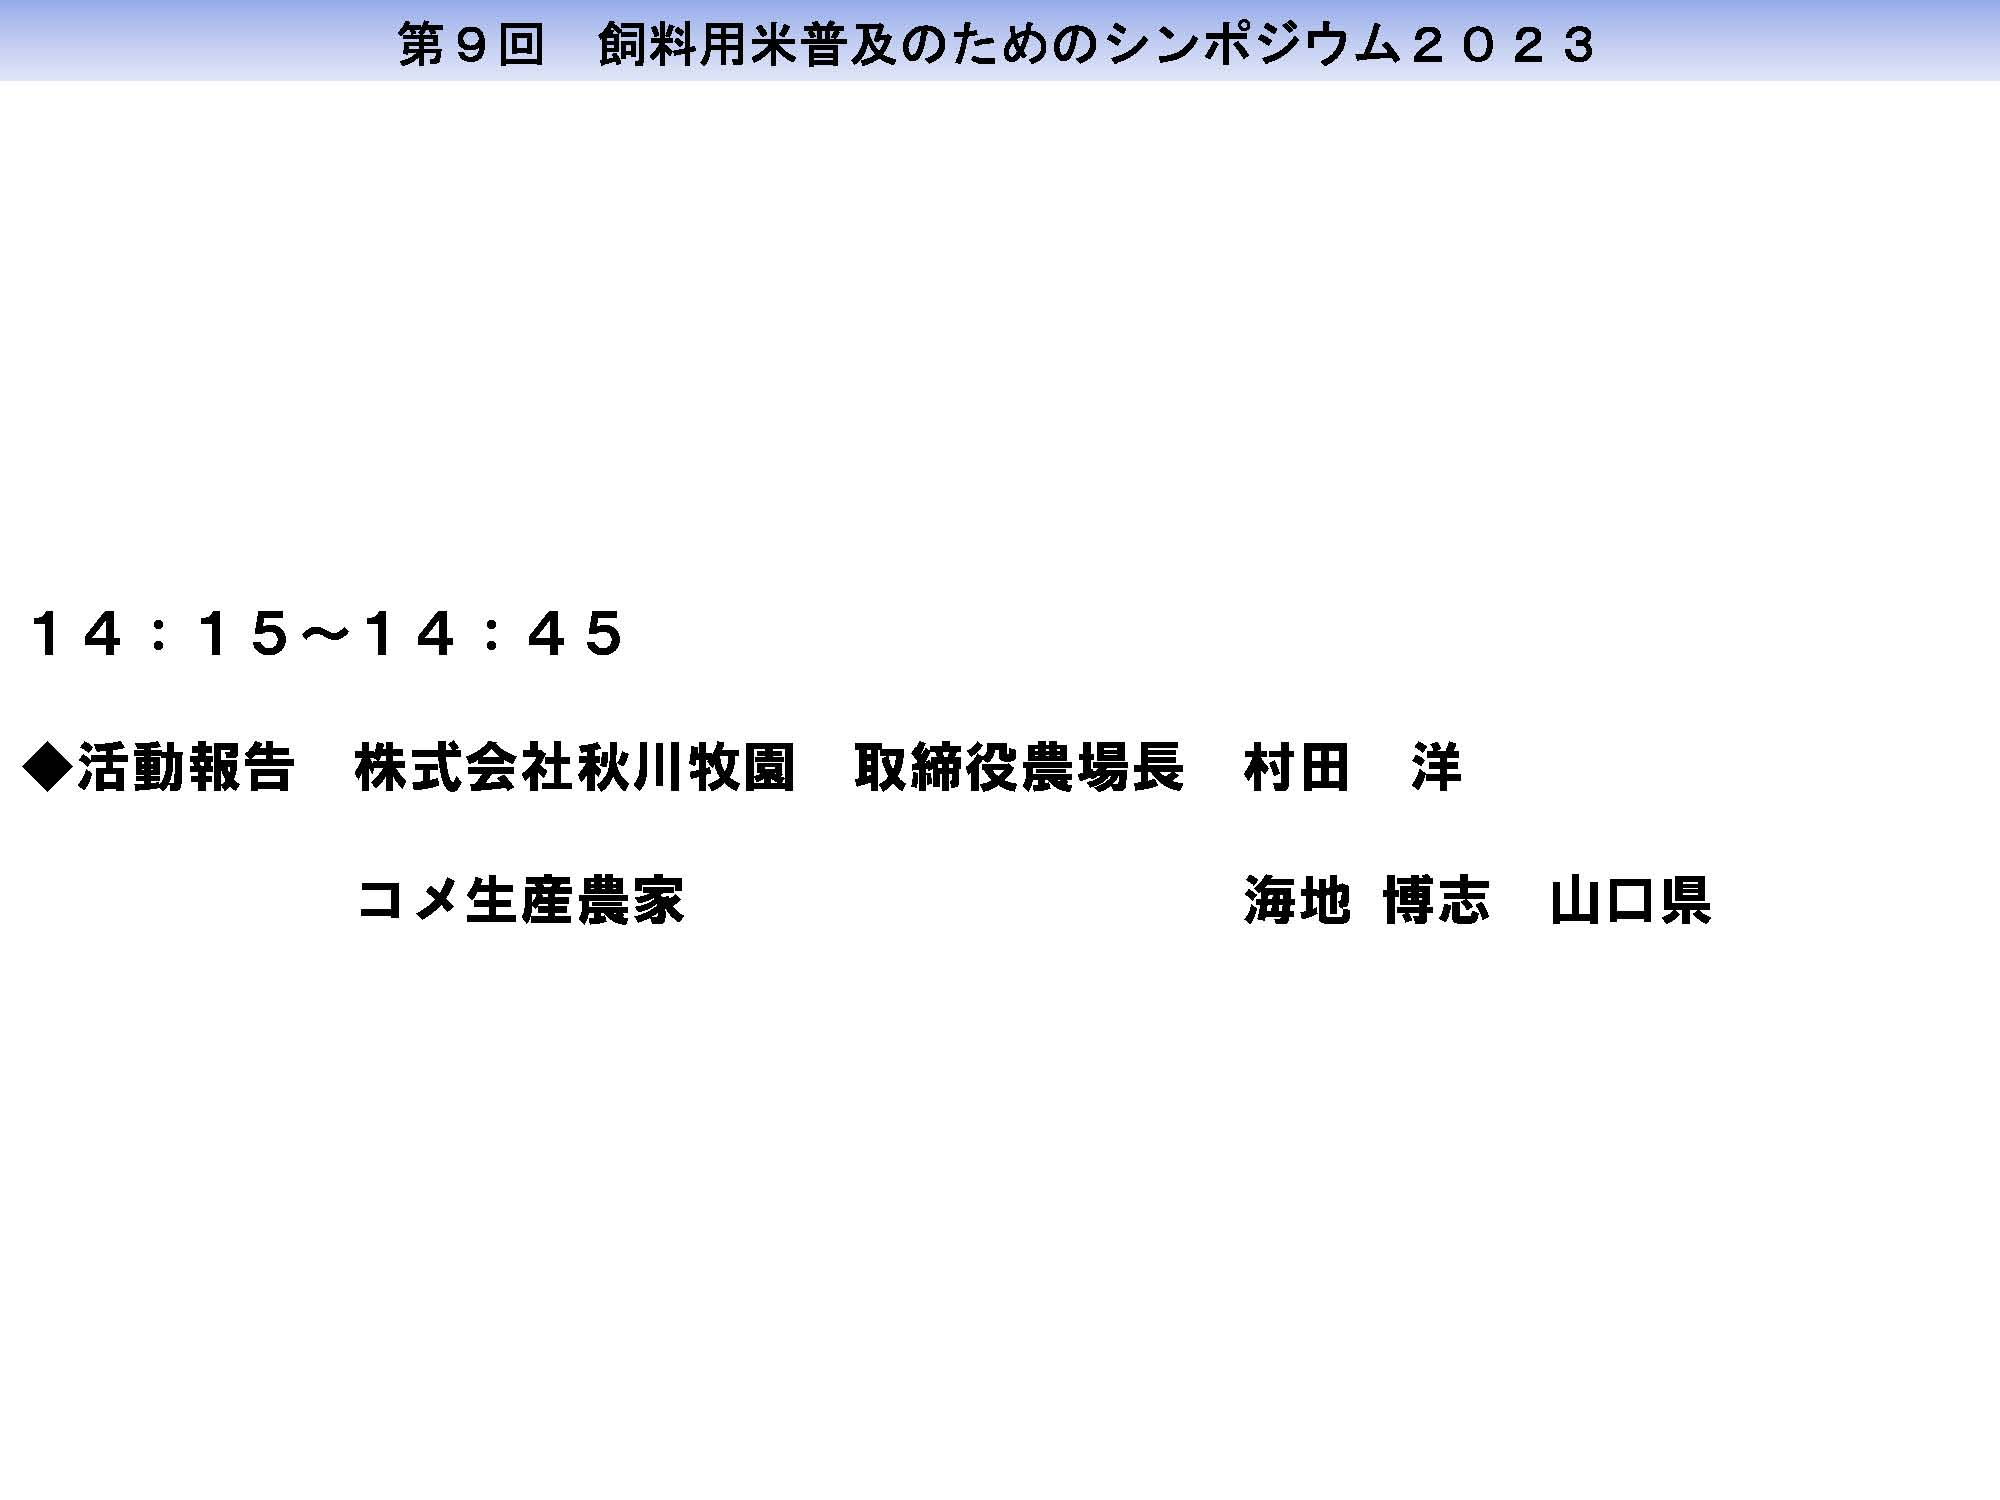 第９回　飼料用米普及のためのシンポジウム２０２３
１４：１５～１４：４５
◆活動報告　株式会社秋川牧園　取締役農場長　村田　洋
コメ生産農家　海地 博志　山口県